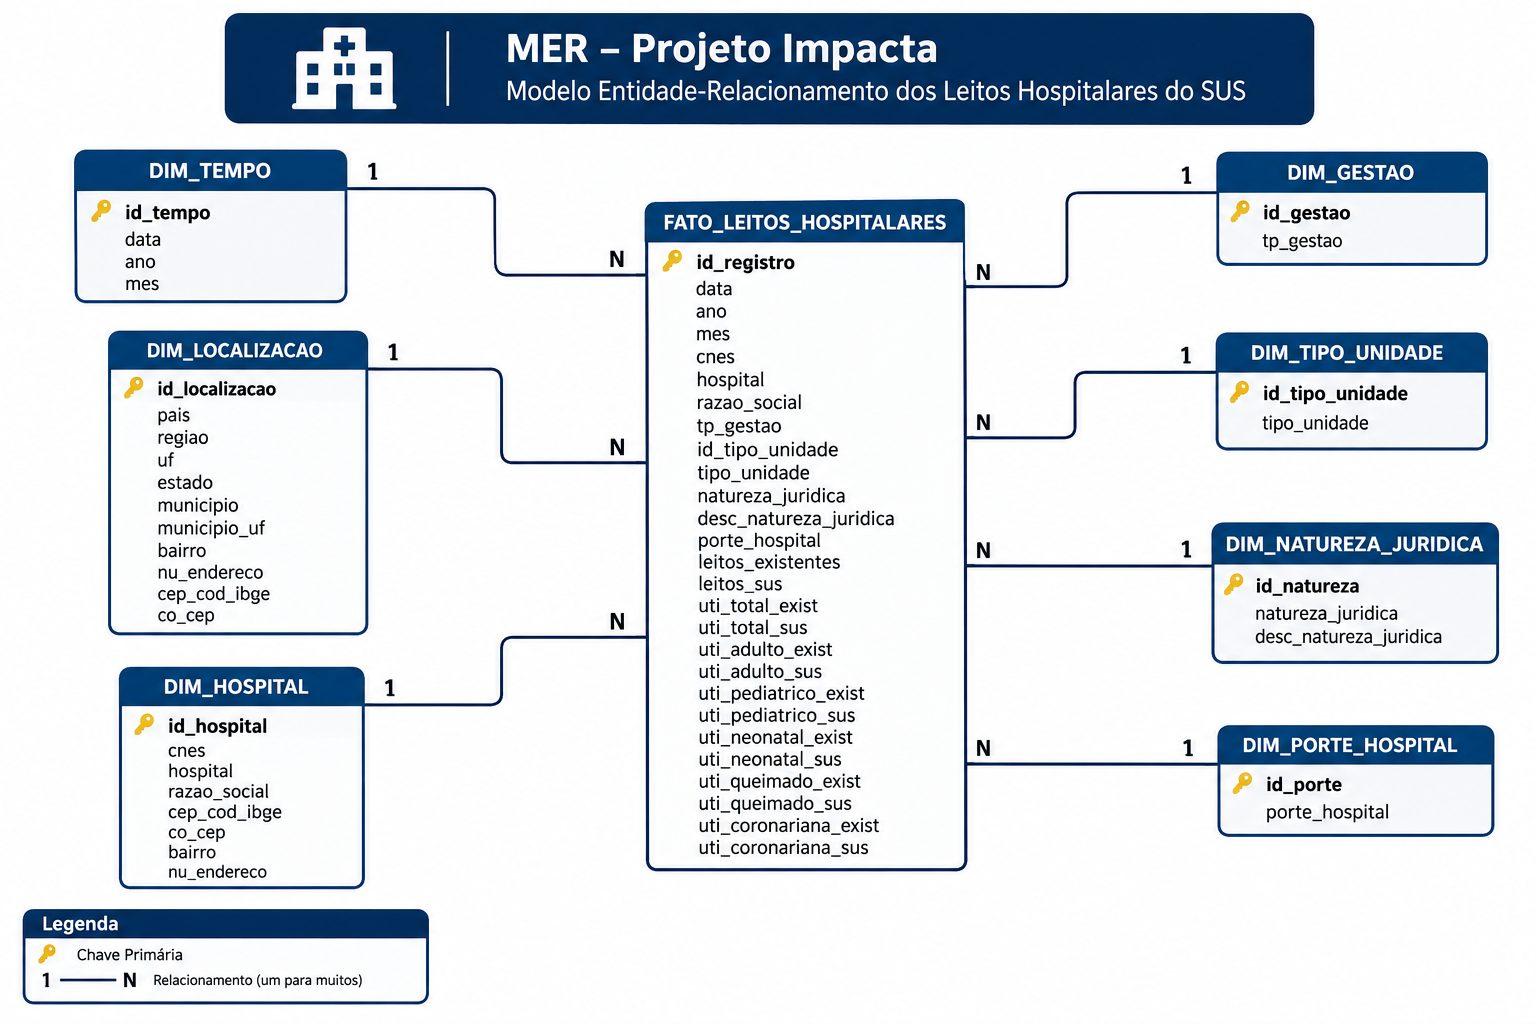 MER – Projeto Impacta
Modelo Entidade-Relacionamento dos Leitos Hospitalares do SUS
DIM_TEMPO
id_tempo
data
ano
mes
1
N
DIM_LOCALIZACAO
id_localizacao
pais
regiao
uf
estado
municipio
municipio_uf
bairro
nu_endereco
cep_cod_ibge
co_cep
1
N
DIM_HOSPITAL
id_hospital
cnes
hospital
razao_social
cep_cod_ibge
co_cep
bairro
nu_endereco
1
N
FATO_LEITOS_HOSPITALARES
id_registro
data
ano
mes
cnes
hospital
razao_social
tp_gestao
id_tipo_unidade
tipo_unidade
natureza_juridica
desc_natureza_juridica
porte_hospital
leitos_existentes
leitos_sus
uti_total_exist
uti_total_sus
uti_adulto_exist
uti_adulto_sus
uti_pediatrico_exist
uti_pediatrico_sus
uti_neonatal_exist
uti_neonatal_sus
uti_queimado_exist
uti_queimado_sus
uti_coronariana_exist
uti_coronariana_sus
N
1
DIM_GESTAO
id_gestao
tp_gestao
N
1
DIM_TIPO_UNIDADE
id_tipo_unidade
tipo_unidade
N
1
DIM_NATUREZA_JURIDICA
id_natureza
natureza_juridica
desc_natureza_juridica
N
1
DIM_PORTE_HOSPITAL
id_porte
porte_hospital
Legenda
Chave Primária
1 N Relacionamento (um para muitos)